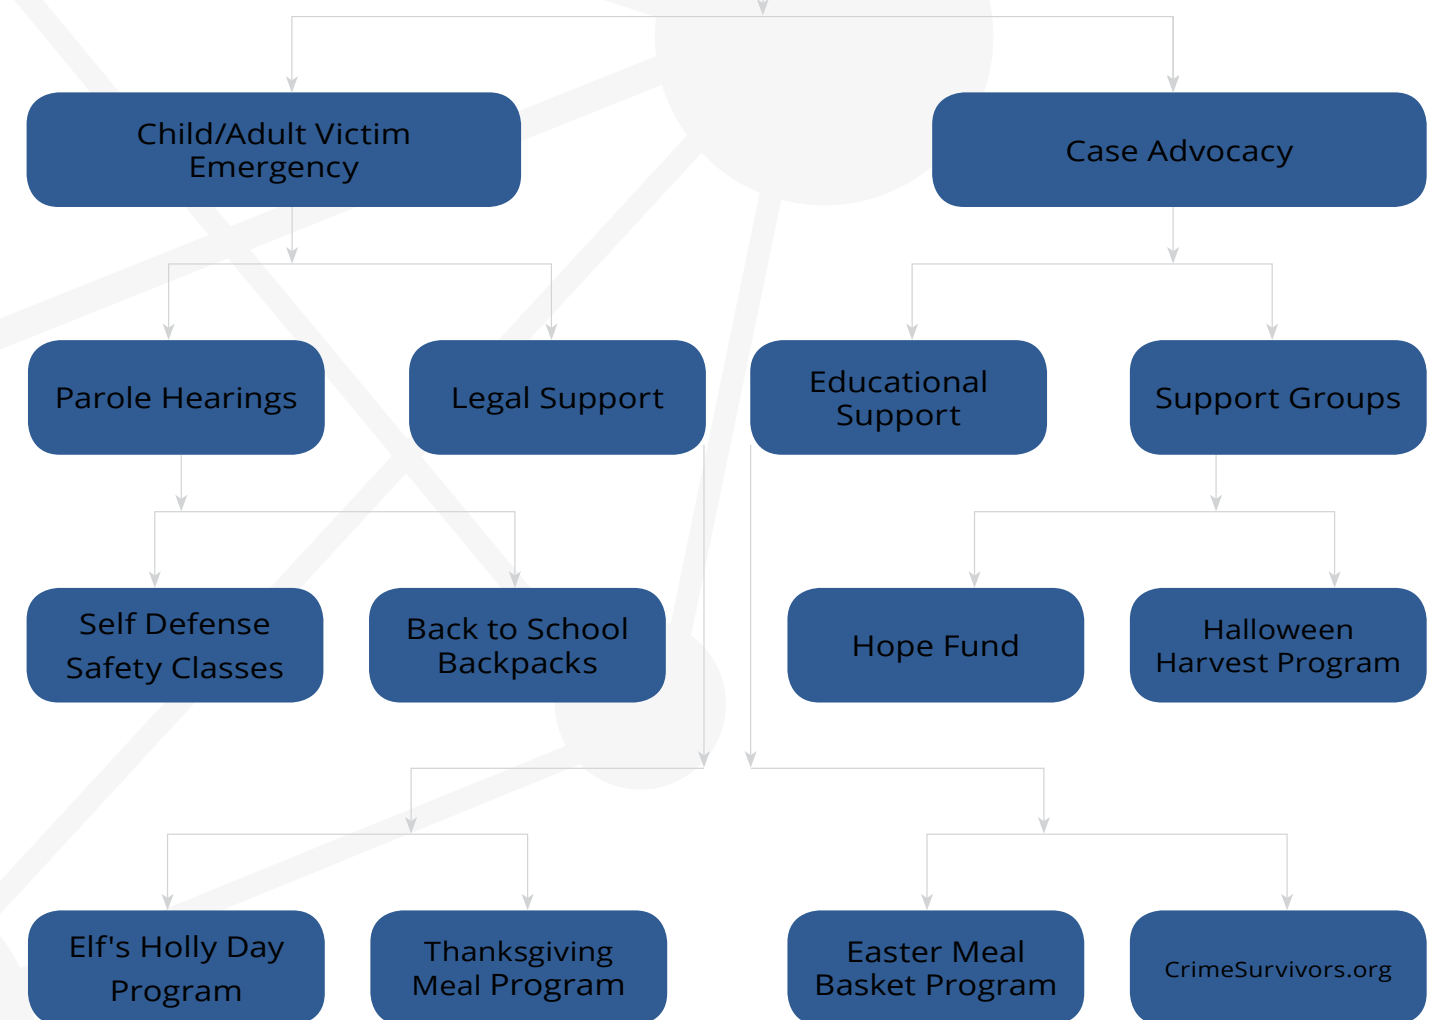 Child/Adult Victim
Emergency
Case Advocacy
Parole Hearings
Legal Support
Educational
Support
Support Groups
Self Defense
Safety Classes
Back to School
Backpacks
Hope Fund
Halloween
Harvest Program
Elf's Holly Day
Program
Thanksgiving
Meal Program
Easter Meal
Basket Program
CrimeSurvivors.org